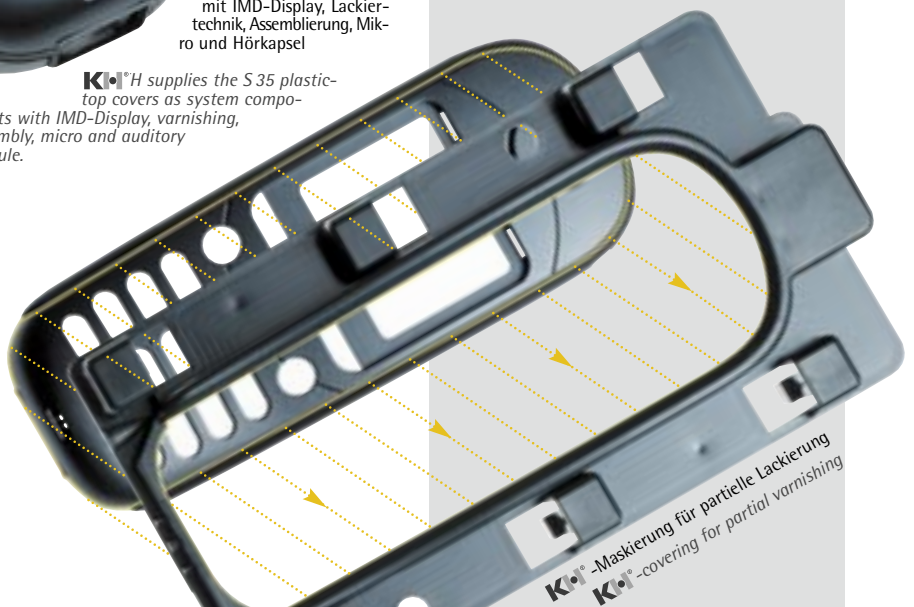 mit IMD-Display, Lackier-
technik, Assemblierung, Mik-
ro und Hörkapsel
KH® H supplies the S 35 plastic-
top covers as system compo-
ts with IMD-Display, varnishing,
mbly, micro and auditory
ule.
KH® -Maskierung für partielle Lackierung
KH® -covering for partial varnishing